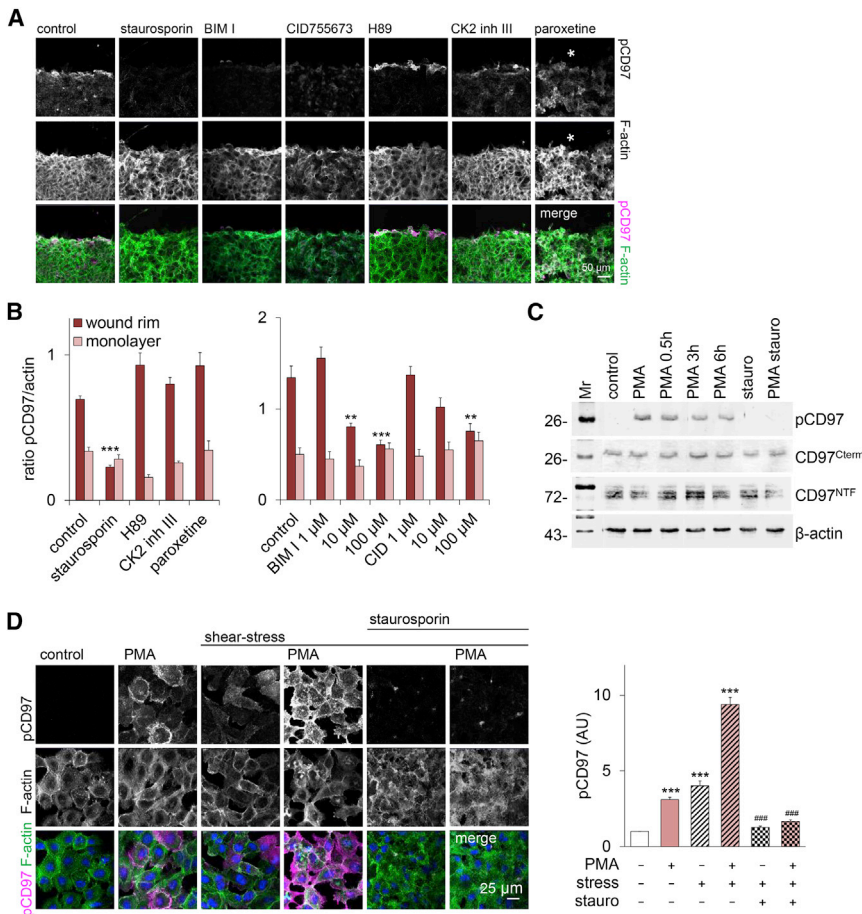 A
control staurosporin BIM I CID755673 H89 CK2 inh III paroxetine
pCD97
*
F-actin
*
pCD97 F-actin
merge
50 µm
B
wound rim
monolayer
ratio pCD97/actin
1
0
***
control
staurosporin
H89
CK2 inh III
paroxetine
2
1
0
** *** **
control
BIM I 1 µM
10 µM
100 µM
CID 1 µM
10 µM
100 µM
C
Mr
control
PMA
PMA 0.5h
PMA 3h
PMA 6h
stauro
PMA stauro
26- pCD97
26- CD97Cterm
72- CD97NTF
43- β-actin
D
staurosporin
shear-stress
control PMA PMA PMA
pCD97
F-actin
pCD97 F-actin
merge
25 µm
pCD97 (AU)
10
5
0
*** *** *** ### ###
PMA – + – + – +
stress – – + + + +
stauro – – – – + +